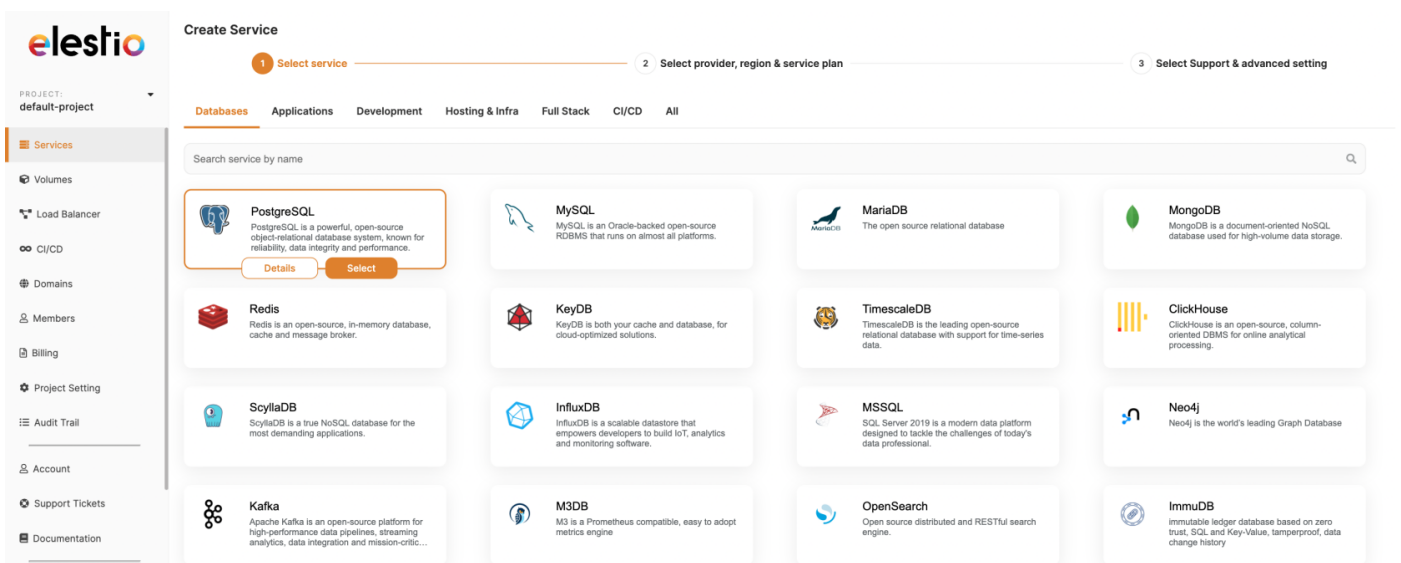 elestio
PROJECT:
default-project
Services
Volumes
Load Balancer
CI/CD
Domains
Members
Billing
Project Setting
Audit Trail
Account
Support Tickets
Documentation
Create Service
1 Select service
2 Select provider, region & service plan
3 Select Support & advanced setting
Databases Applications Development Hosting & Infra Full Stack CI/CD All
Search service by name
PostgreSQL
PostgreSQL is a powerful, open-source
object-relational database system, known for
reliability, data integrity and performance.
Details Select
MySQL
MySQL is an Oracle-backed open-source
RDBMS that runs on almost all platforms.
MariaDB
MariaDB
The open source relational database
MongoDB
MongoDB is a document-oriented NoSQL
database used for high-volume data storage.
Redis
Redis is an open-source, in-memory database,
cache and message broker.
KeyDB
KeyDB is both your cache and database, for
cloud-optimized solutions.
TimescaleDB
TimescaleDB is the leading open-source
relational database with support for time-series
data.
ClickHouse
ClickHouse is an open-source, column-
oriented DBMS for online analytical
processing.
ScyllaDB
ScyllaDB is a true NoSQL database for the
most demanding applications.
InfluxDB
InfluxDB is a scalable datastore that
empowers developers to build IoT, analytics
and monitoring software.
MSSQL
SQL Server 2019 is a modern data platform
designed to tackle the challenges of today's
data professional.
Neo4j
Neo4j is the world's leading Graph Database
Kafka
Apache Kafka is an open-source platform for
high-performance data pipelines, streaming
analytics, data integration and mission-critic...
M3DB
M3 is a Prometheus compatible, easy to adopt
metrics engine
OpenSearch
Open source distributed and RESTful search
engine.
ImmuDB
immutable ledger database based on zero
trust, SQL and Key-Value, tamperproof, data
change history